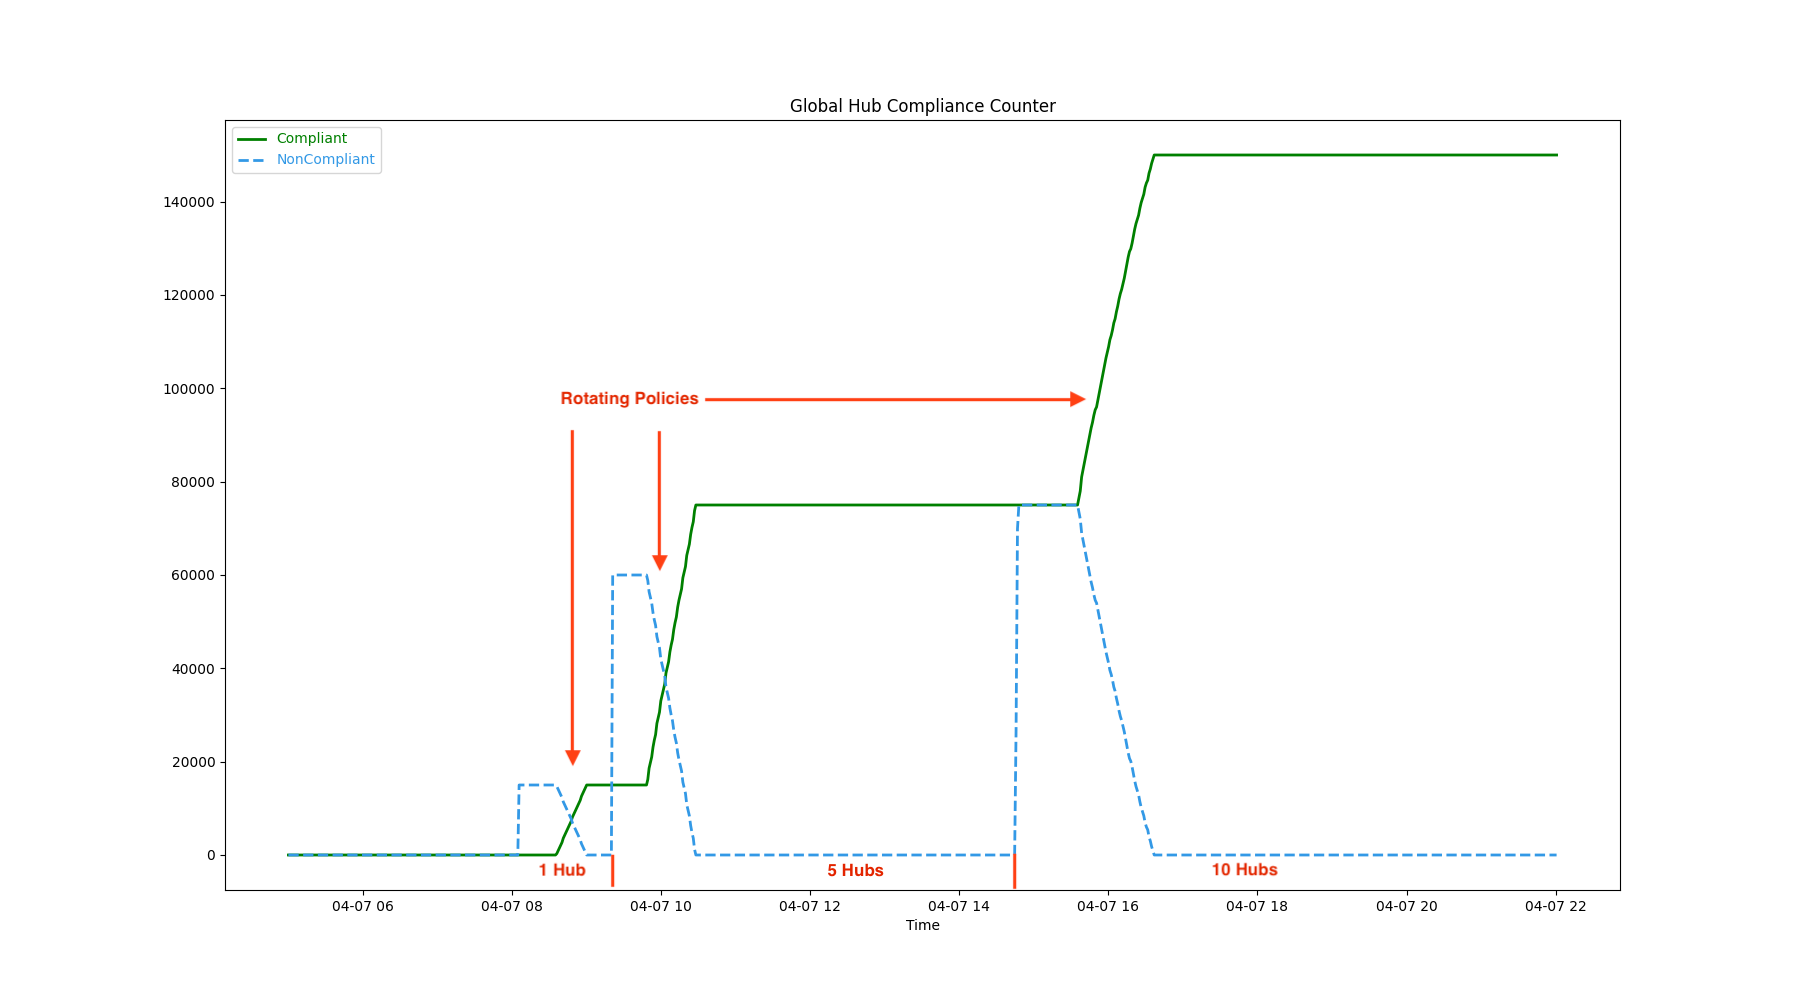 Global Hub Compliance Counter
Compliant
NonCompliant
140000
120000
100000
80000
60000
40000
20000
0
Rotating Policies
1 Hub
5 Hubs
10 Hubs
04-07 06
04-07 08
04-07 10
04-07 12
04-07 14
04-07 16
04-07 18
04-07 20
04-07 22
Time